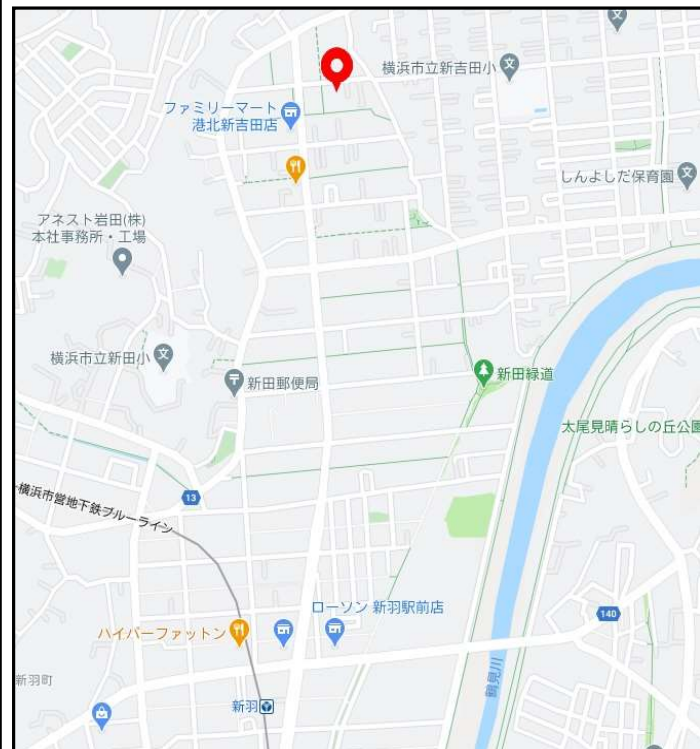 横浜市立新吉田小
文
文
ファミリーマート
港北新吉田店
しんよしだ保育園
文
アネスト岩田(株)
本社事務所・工場
横浜市立新田小
文
新田郵便局
〒
新田緑道
太尾見晴らしの丘公園
13
横浜市営地下鉄ブルーライン
ローソン 新羽駅前店
140
ハイパーファットン
鶴見川
新羽町
新羽